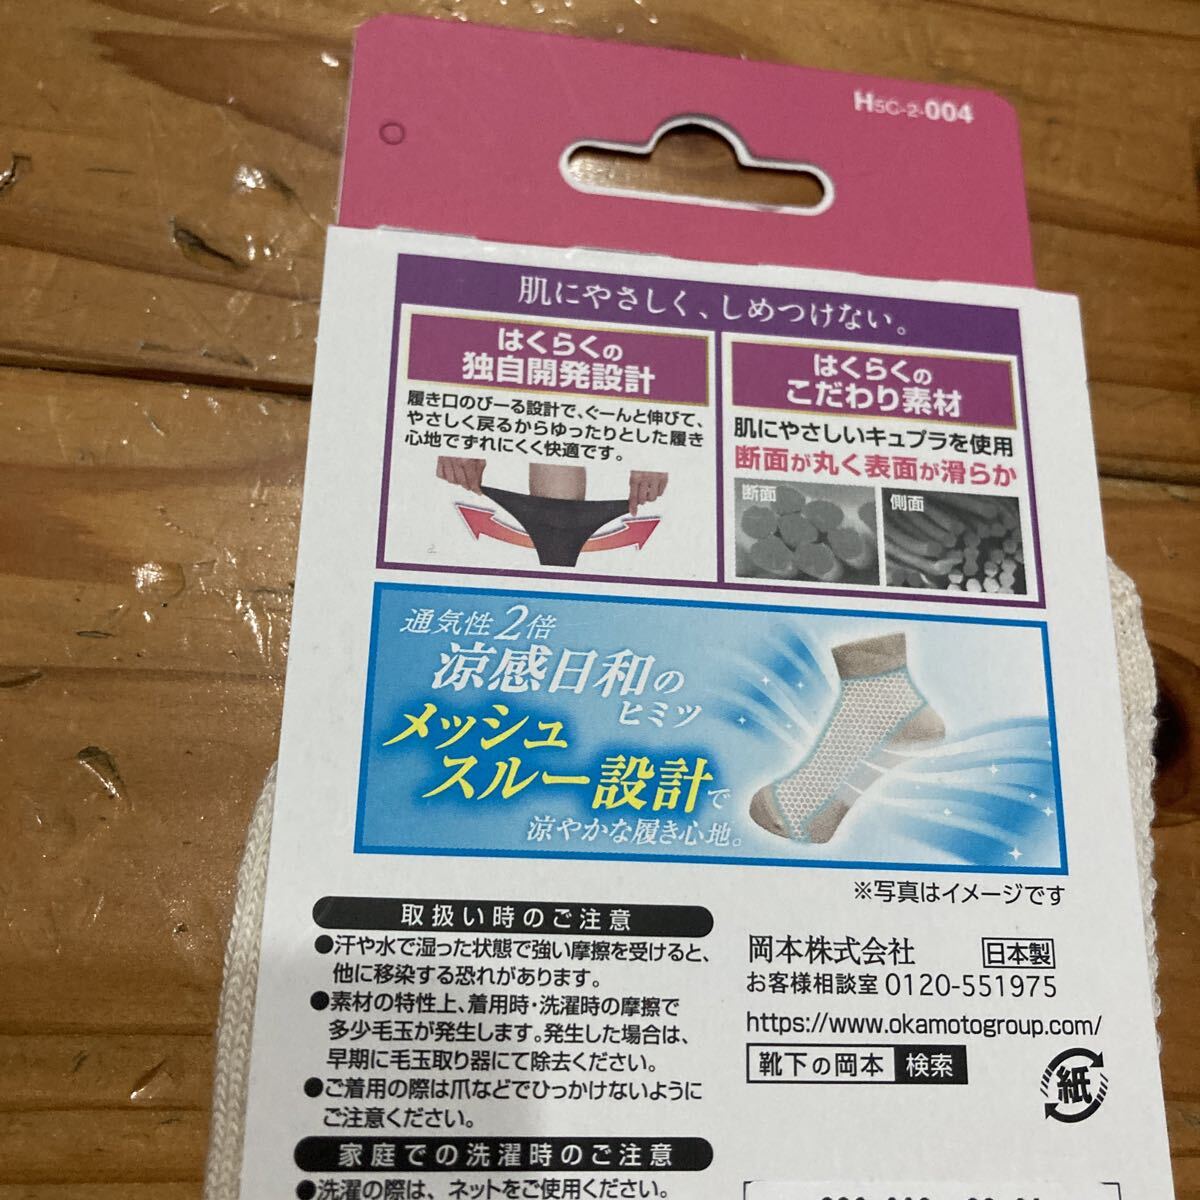 H5C-2-004
肌にやさしく、しめつけない。
はくらくの
独自開発設計
履き口のびーる設計で、ぐーんと伸びて、
やさしく戻るからゆったりとした履き
心地でずれにくく快適です。
はくらくの
こだわり素材
肌にやさしいキュプラを使用
断面が丸く表面が滑らか
断面
側面
通気性2倍
涼感日和の
ヒミツ
メッシュ
スルー設計で
涼やかな履き心地。
※写真はイメージです
取扱い時のご注意
●汗や水で湿った状態で強い摩擦を受けると、
他に移染する恐れがあります。
●素材の特性上、着用時・洗濯時の摩擦で
多少毛玉が発生します。発生した場合は、
早期に毛玉取り器にて除去ください。
●ご着用の際は爪などでひっかけないように
ご注意ください。
家庭での洗濯時のご注意
●洗濯の際は、ネットをご使用ください。
岡本株式会社 日本製
お客様相談室 0120-551975
https://www.okamotogroup.com/
靴下の岡本 検索
紙